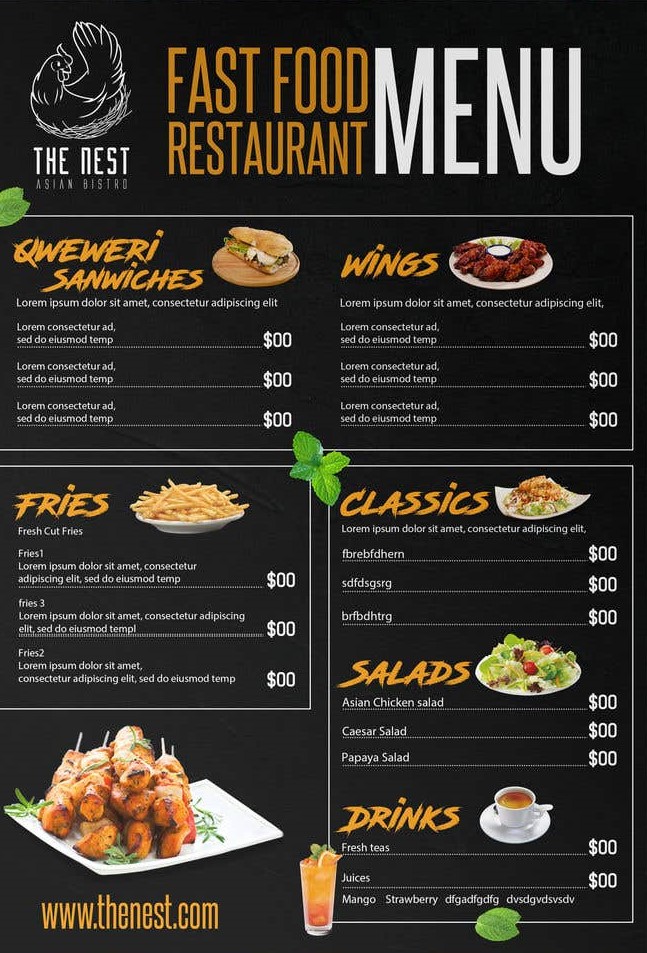 THE NEST
ASIAN BISTRO
FAST FOOD
RESTAURANT
MENU
QWEWERI
SANWICHES
Lorem ipsum dolor sit amet, consectetur adipiscing elit
Lorem consectetur ad,
sed do eiusmod temp $00
Lorem consectetur ad,
sed do eiusmod temp $00
Lorem consectetur ad,
sed do eiusmod temp $00
WINGS
Lorem ipsum dolor sit amet, consectetur adipiscing elit,
Lorem consectetur ad,
sed do eiusmod temp $00
Lorem consectetur ad,
sed do eiusmod temp $00
Lorem consectetur ad,
sed do eiusmod temp $00
FRIES
Fresh Cut Fries
Fries1
Lorem ipsum dolor sit amet, consectetur
adipiscing elit, sed do eiusmod temp $00
fries 3
Lorem ipsum dolor sit amet, consectetur adipiscing
elit, sed do eiusmod templ $00
Fries2
Lorem ipsum dolor sit amet,
consectetur adipiscing elit, sed do eiusmod temp $00
CLASSICS
Lorem ipsum dolor sit amet, consectetur adipiscing elit,
fbrebfdhern $00
sdfdsgsrg $00
brfbdhtrg $00
SALADS
Asian Chicken salad $00
Caesar Salad $00
Papaya Salad $00
DRINKS
Fresh teas $00
Juices $00
Mango Strawberry dfgadfgdfg dvsdgvdsvsdv
www.thenest.com